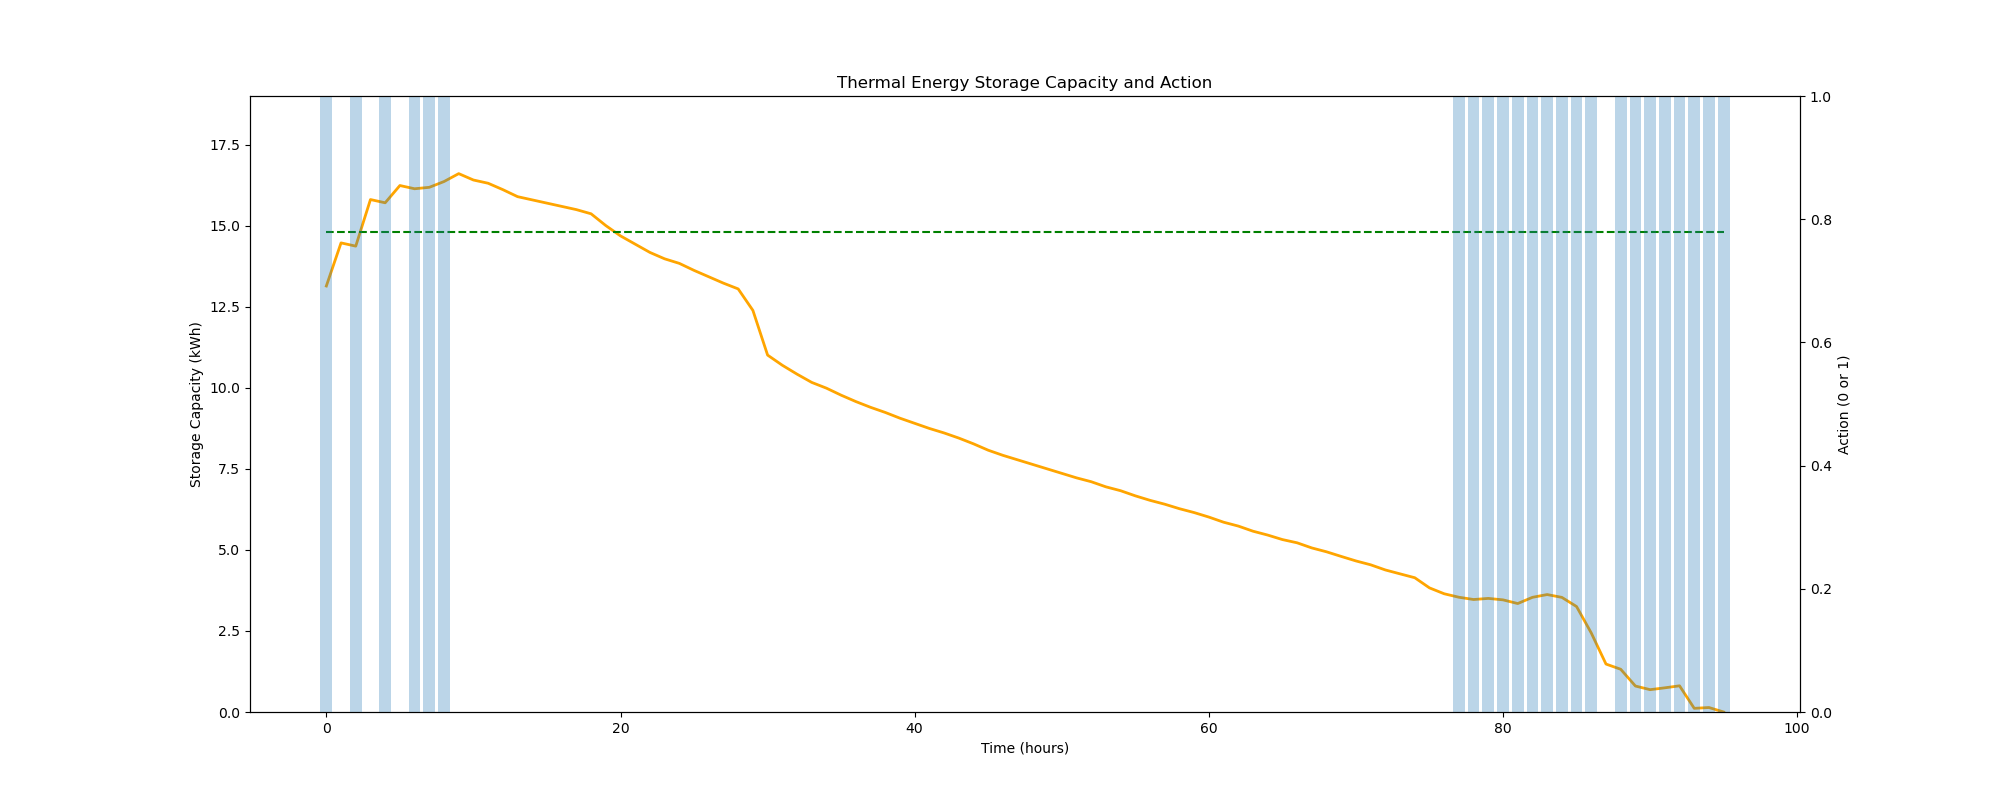 Thermal Energy Storage Capacity and Action
Storage Capacity (kWh)
17.5
15.0
12.5
10.0
7.5
5.0
2.5
0.0
1.0
0.8
0.6
0.4
0.2
0.0
Action (0 or 1)
0 20 40 60 80 100
Time (hours)